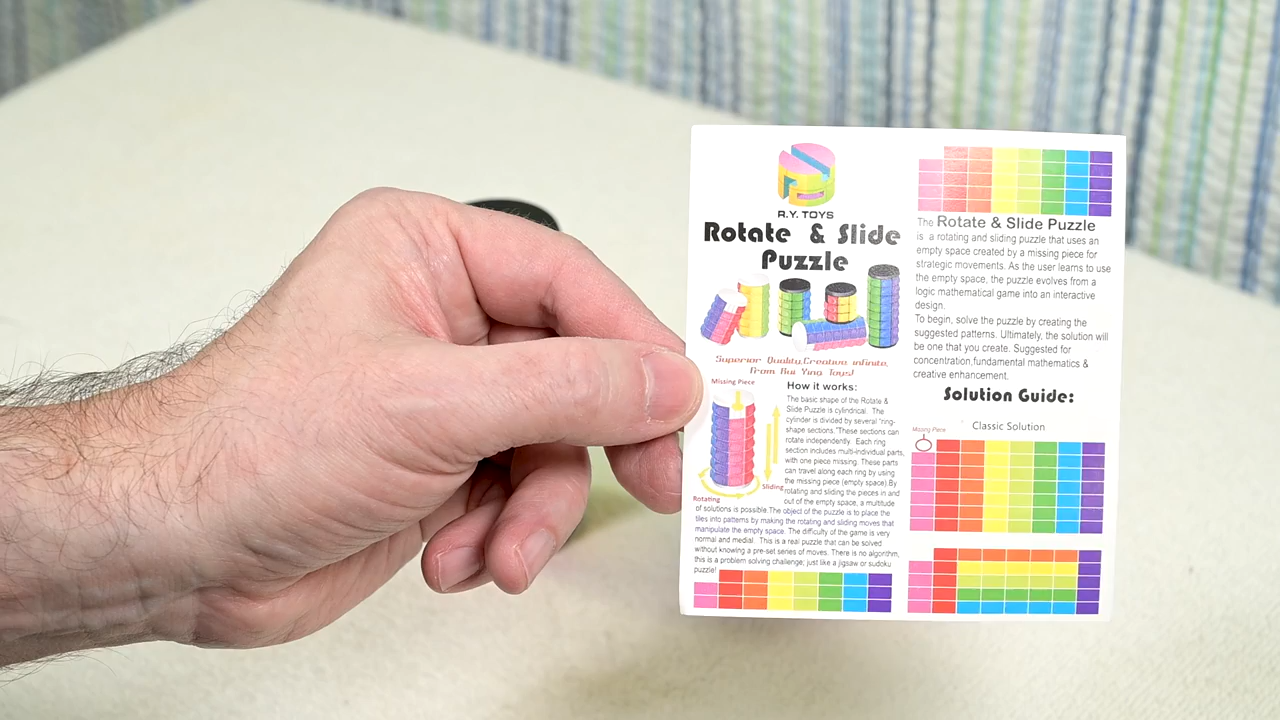 R.Y. TOYS
Rotate & Slide
Puzzle
Superior Quality,Creative infinite,
From Rui Ying Toys!
Missing Piece
Sliding
Rotating
How it works:
The basic shape of the Rotate &
Slide Puzzle is cylindrical. The
cylinder is divided by several "ring-
shape sections."These sections can
rotate independently. Each ring
section includes multi-individual parts,
with one piece missing. These parts
can travel along each ring by using
the missing piece (empty space) By
rotating and sliding the pieces in and
out of the empty space, a multitude
of solutions is possible.The object of the puzzle is to place the
tiles into patterns by making the rotating and sliding moves that
manipulate the empty space. The difficulty of the game is very
normal and medial. This is a real puzzle that can be solved
without knowing a pre-set series of moves. There is no algorithm,
this is a problem solving challenge; just like a jigsaw or sudoku
puzzle!
The Rotate & Slide Puzzle
is a rotating and sliding puzzle that uses an
empty space created by a missing piece for
strategic movements. As the user learns to use
the empty space, the puzzle evolves from a
logic mathematical game into an interactive
design.
To begin, solve the puzzle by creating the
suggested patterns. Ultimately, the solution will
be one that you create. Suggested for
concentration,fundamental mathematics &
creative enhancement.
Solution Guide:
Classic Solution
Missing Piece